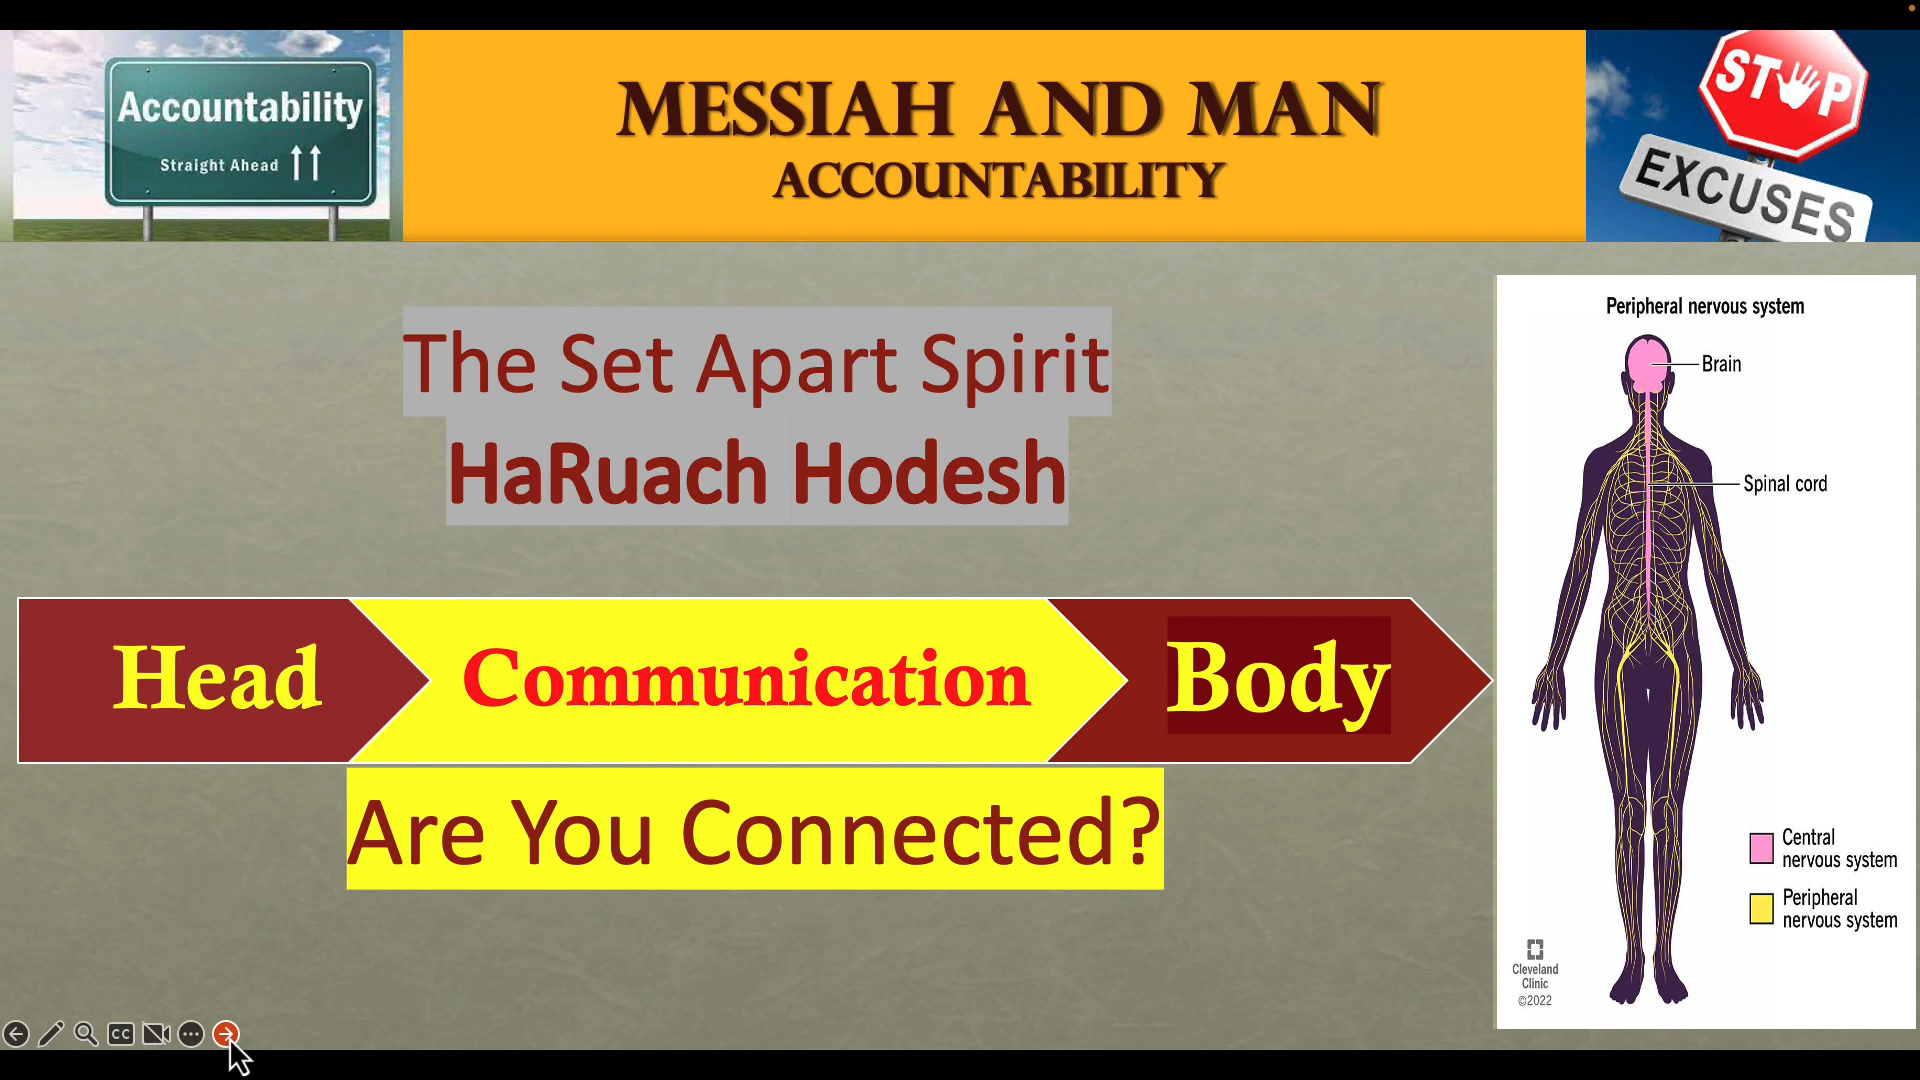 Accountability
Straight Ahead
MESSIAH AND MAN
ACCOUNTABILITY
STOP
EXCUSES
The Set Apart Spirit
HaRuach Hodesh
Head
Communication
Body
Are You Connected?
Peripheral nervous system
Brain
Spinal cord
Central
nervous system
Peripheral
nervous system
Cleveland
Clinic
©2022
CC